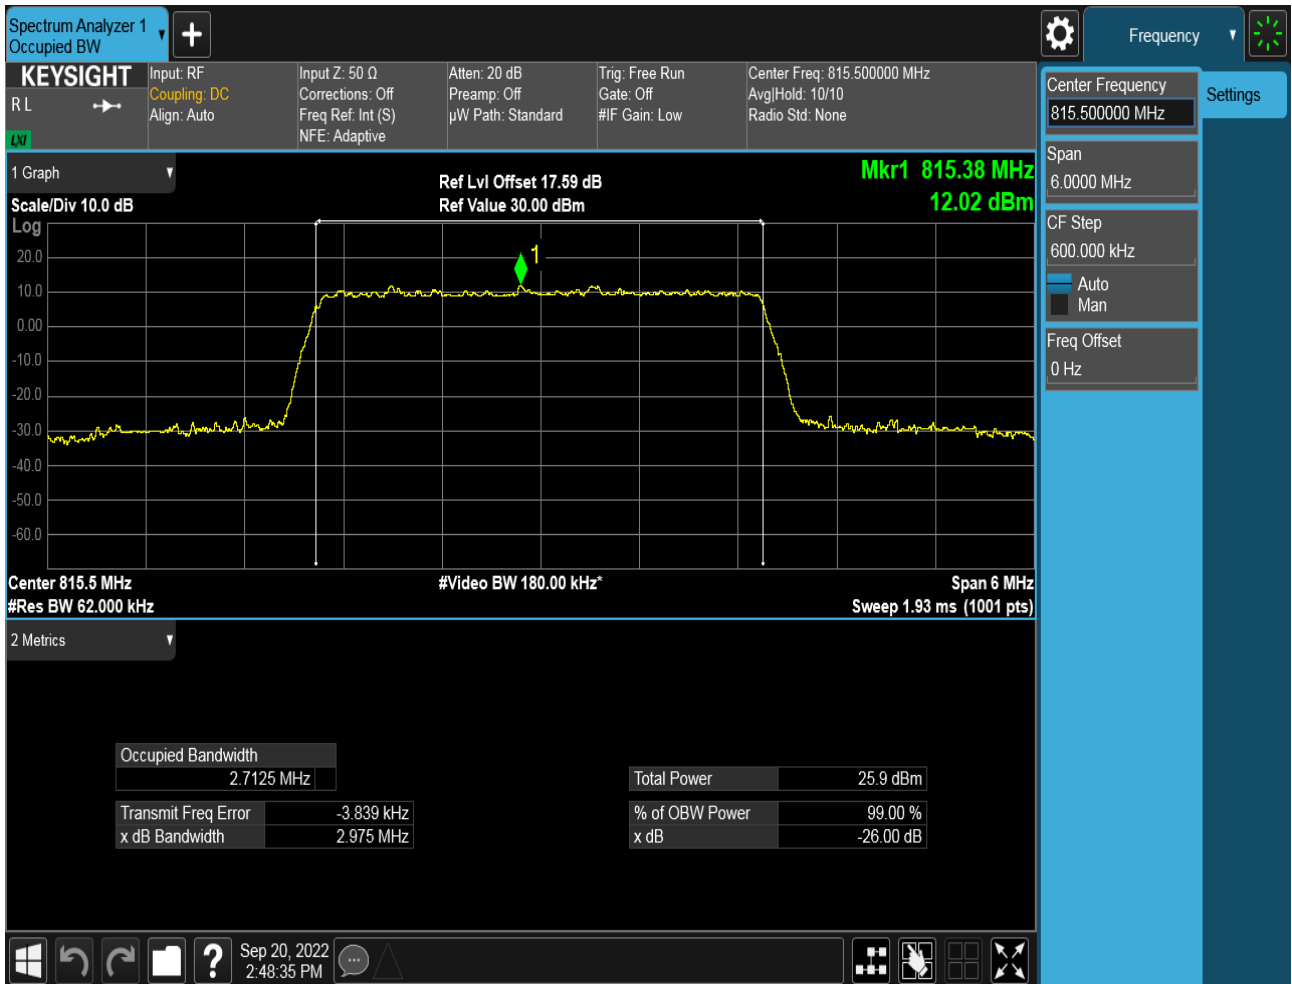 Spectrum Analyzer 1
Occupied BW
Frequency
KEYSIGHT
R L
LXI
Input: RF
Coupling: DC
Align: Auto
Input Z: 50 Ω
Corrections: Off
Freq Ref: Int (S)
NFE: Adaptive
Atten: 20 dB
Preamp: Off
µW Path: Standard
Trig: Free Run
Gate: Off
#IF Gain: Low
Center Freq: 815.500000 MHz
Avg|Hold: 10/10
Radio Std: None
Center Frequency
815.500000 MHz
Settings
Span
6.0000 MHz
CF Step
600.000 kHz
Auto
Man
Freq Offset
0 Hz
1 Graph
Scale/Div 10.0 dB
Ref Lvl Offset 17.59 dB
Ref Value 30.00 dBm
Mkr1 815.38 MHz
12.02 dBm
Log
1
20.0
10.0
0.00
-10.0
-20.0
-30.0
-40.0
-50.0
-60.0
Center 815.5 MHz
#Video BW 180.00 kHz*
Span 6 MHz
#Res BW 62.000 kHz
Sweep 1.93 ms (1001 pts)
2 Metrics
Occupied Bandwidth
2.7125 MHz
Transmit Freq Error -3.839 kHz
x dB Bandwidth 2.975 MHz
Total Power 25.9 dBm
% of OBW Power 99.00 %
x dB -26.00 dB
?
Sep 20, 2022
2:48:35 PM